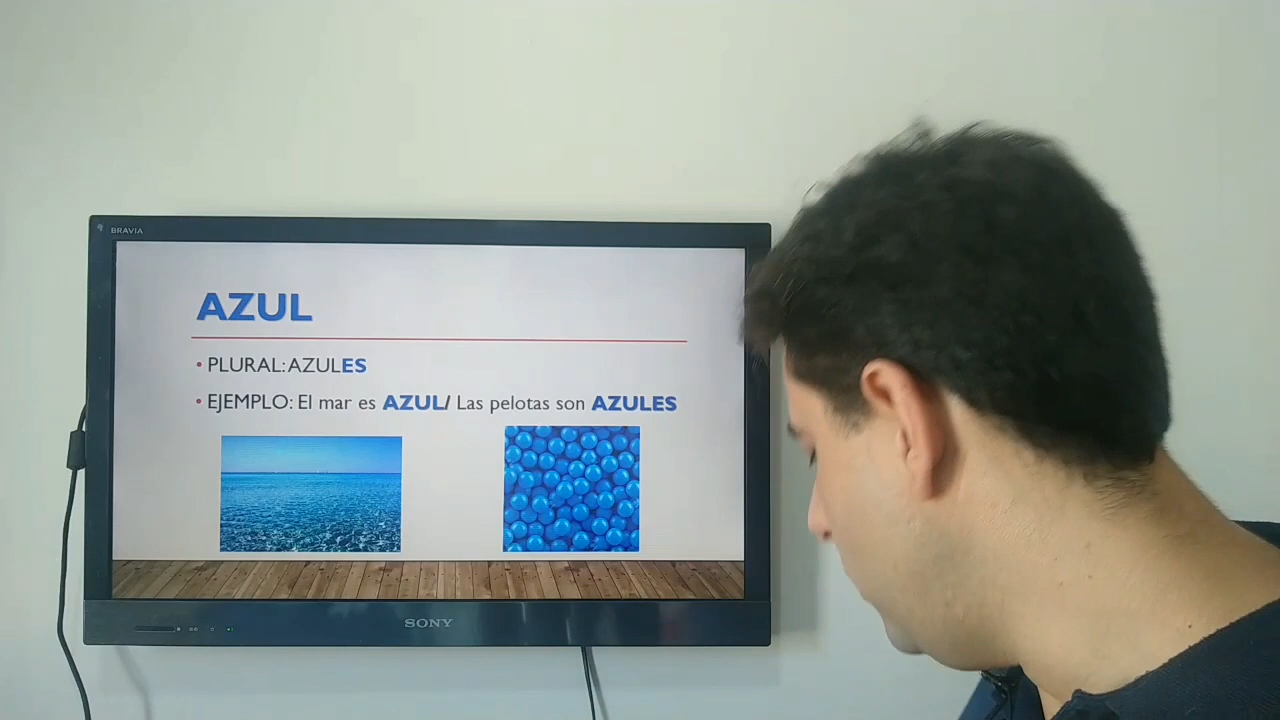 BRAVIA
AZUL
• PLURAL: AZULES
• EJEMPLO: El mar es AZUL/ Las pelotas son AZULES
SONY